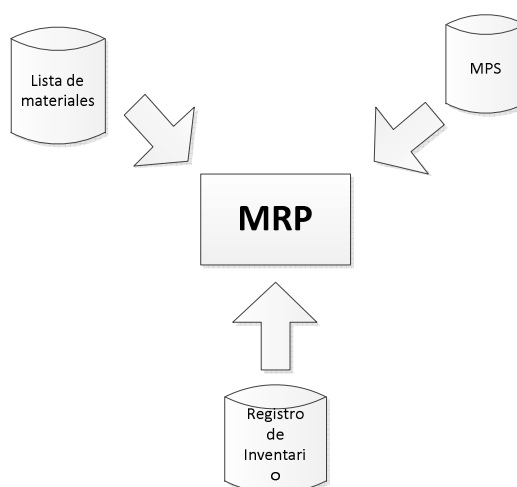 Lista de
materiales
MPS
MRP
Registro
de
Inventari
o